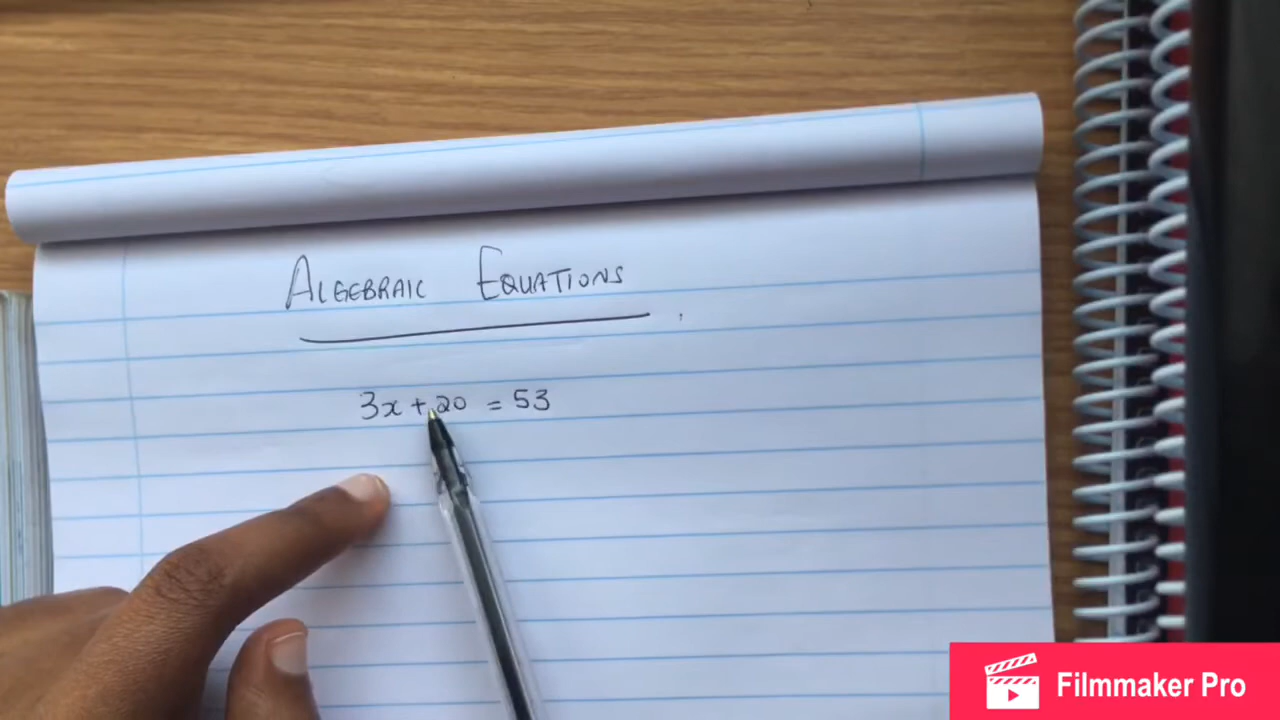 ALGEBRAIC EQUATIONS
3x + 20 = 53
Filmmaker Pro